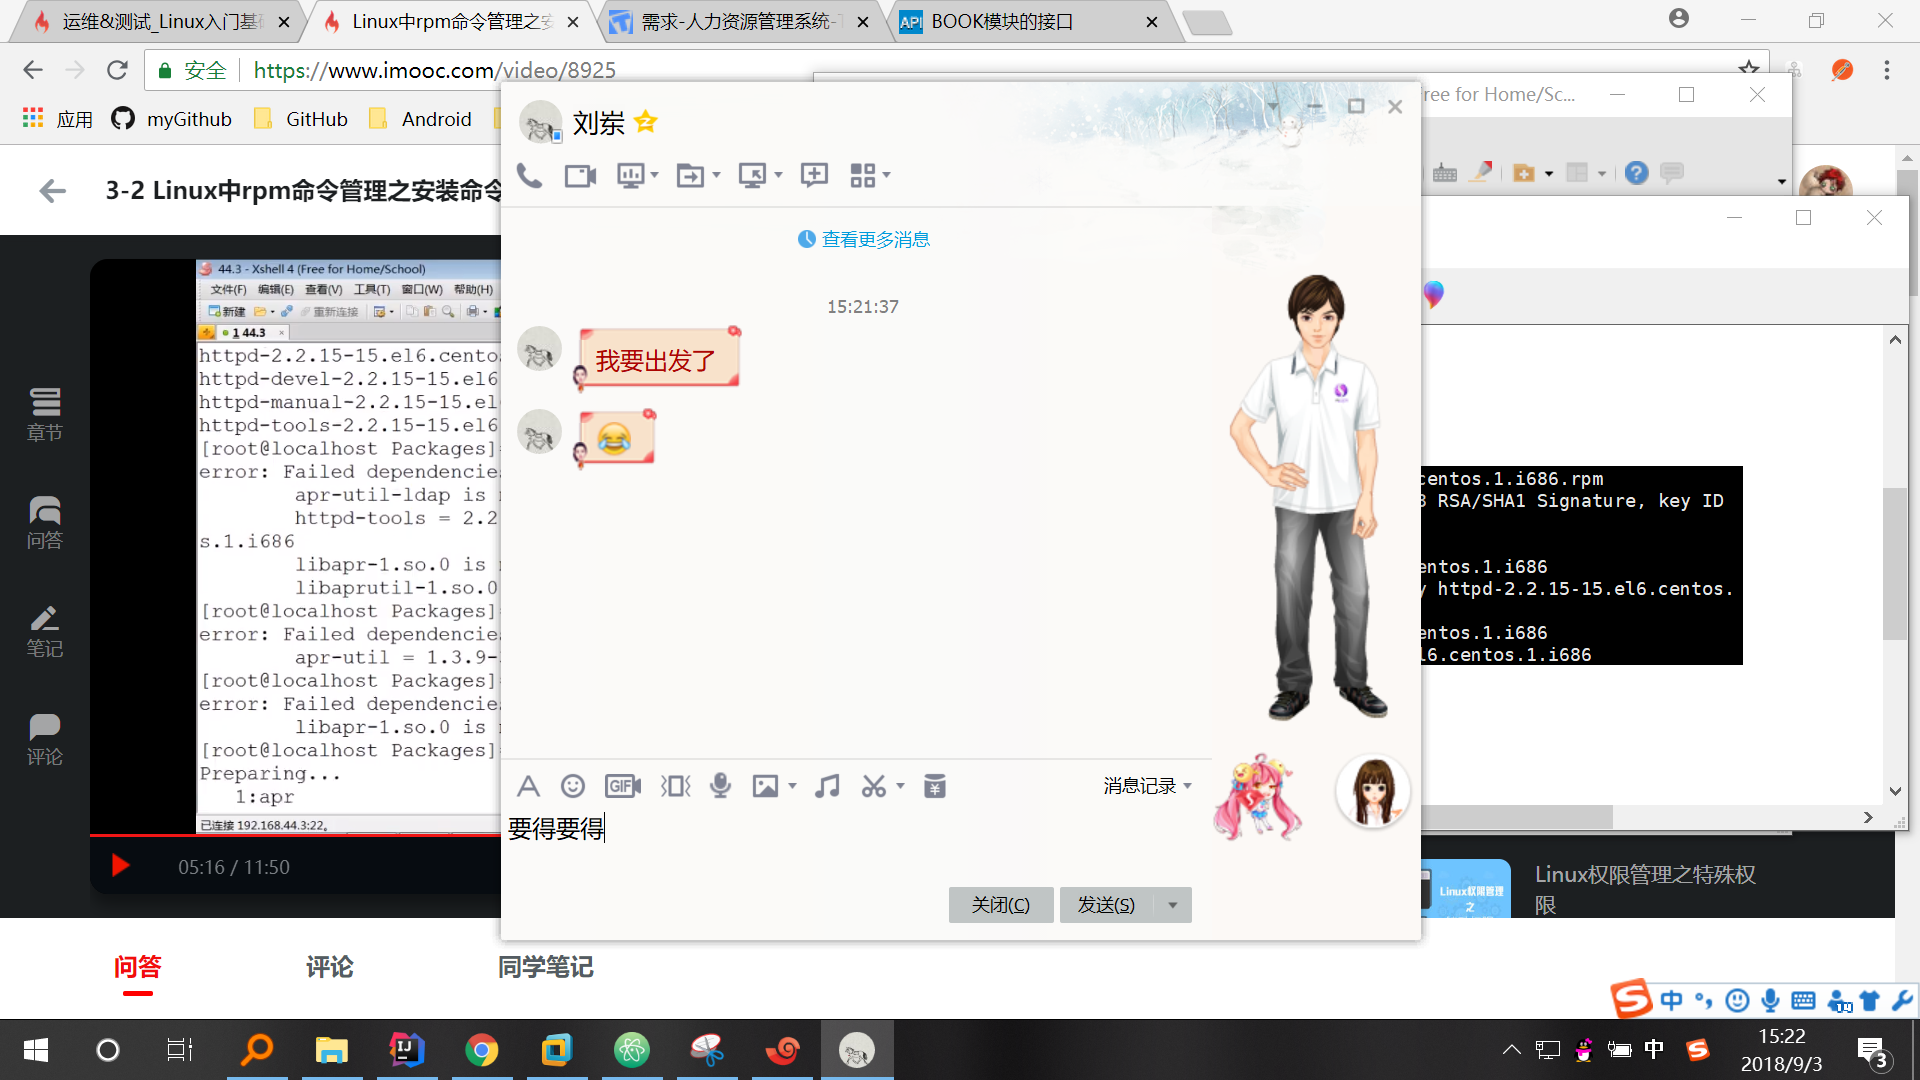 运维&测试_Linux入门基础
Linux中rpm命令管理之安
需求-人力资源管理系统-T
API BOOK模块的接口
安全 https://www.imooc.com/video/8925
应用 myGithub GitHub Android
ree for Home/Sc...
3-2 Linux中rpm命令管理之安装命令
刘岽
查看更多消息
15:21:37
我要出发了
44.3 - Xshell 4 (Free for Home/School)
文件(F) 编辑(E) 查看(V) 工具(T) 窗口(W) 帮助(H)
新建 重新连接
1 44.3
httpd-2.2.15-15.el6.cento
httpd-devel-2.2.15-15.el6
httpd-manual-2.2.15-15.el
httpd-tools-2.2.15-15.el6
[root@localhost Packages]
error: Failed dependencie
apr-util-ldap is
httpd-tools = 2.2
s.1.i686
libapr-1.so.0 is
libaprutil-1.so.0
[root@localhost Packages]
error: Failed dependencie
apr-util = 1.3.9-
[root@localhost Packages]
error: Failed dependencie
libapr-1.so.0 is
[root@localhost Packages]
Preparing...
1:apr
已连接 192.168.44.3:22。
章节
问答
笔记
评论
centos.1.i686.rpm
RSA/SHA1 Signature, key ID
entos.1.i686
httpd-2.2.15-15.el6.centos.
entos.1.i686
l6.centos.1.i686
GIF
消息记录
要得要得
关闭(C) 发送(S)
05:16 / 11:50
Linux权限管理
之
Linux权限管理之特殊权
限
问答 评论 同学笔记
中
中
15:22
2018/9/3
3